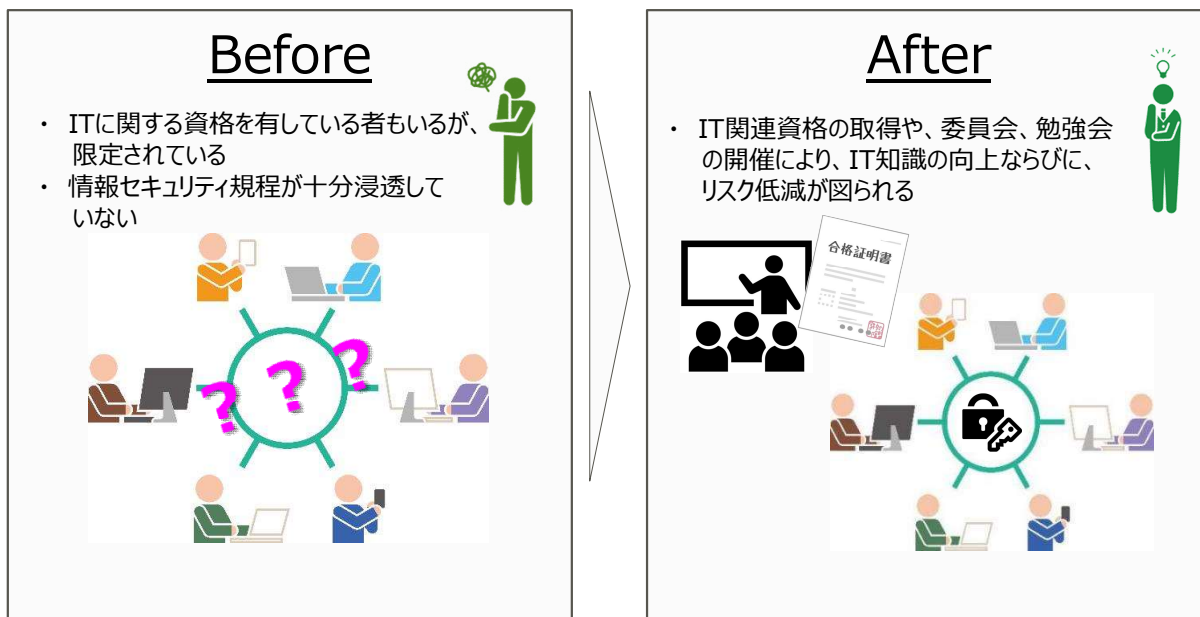 Before
・ ITに関する資格を有している者もいるが、
限定されている
・ 情報セキュリティ規程が十分浸透して
いない
? ? ?
After
・ IT関連資格の取得や、委員会、勉強会
の開催により、IT知識の向上ならびに、
リスク低減が図られる
合格証明書